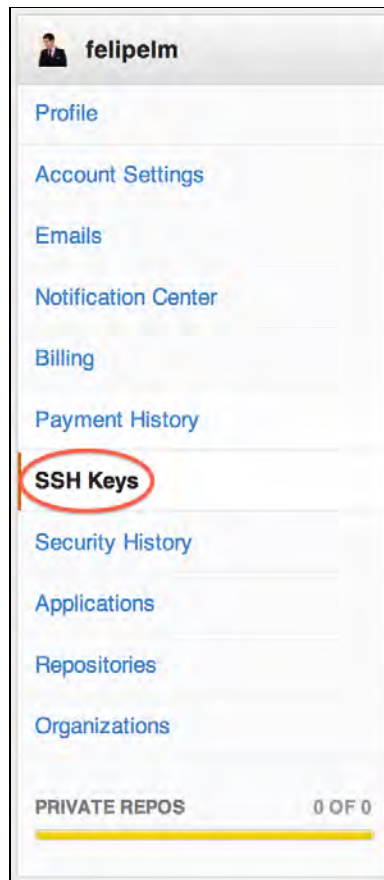 felipelm
Profile
Account Settings
Emails
Notification Center
Billing
Payment History
SSH Keys
Security History
Applications
Repositories
Organizations
PRIVATE REPOS 0 OF 0